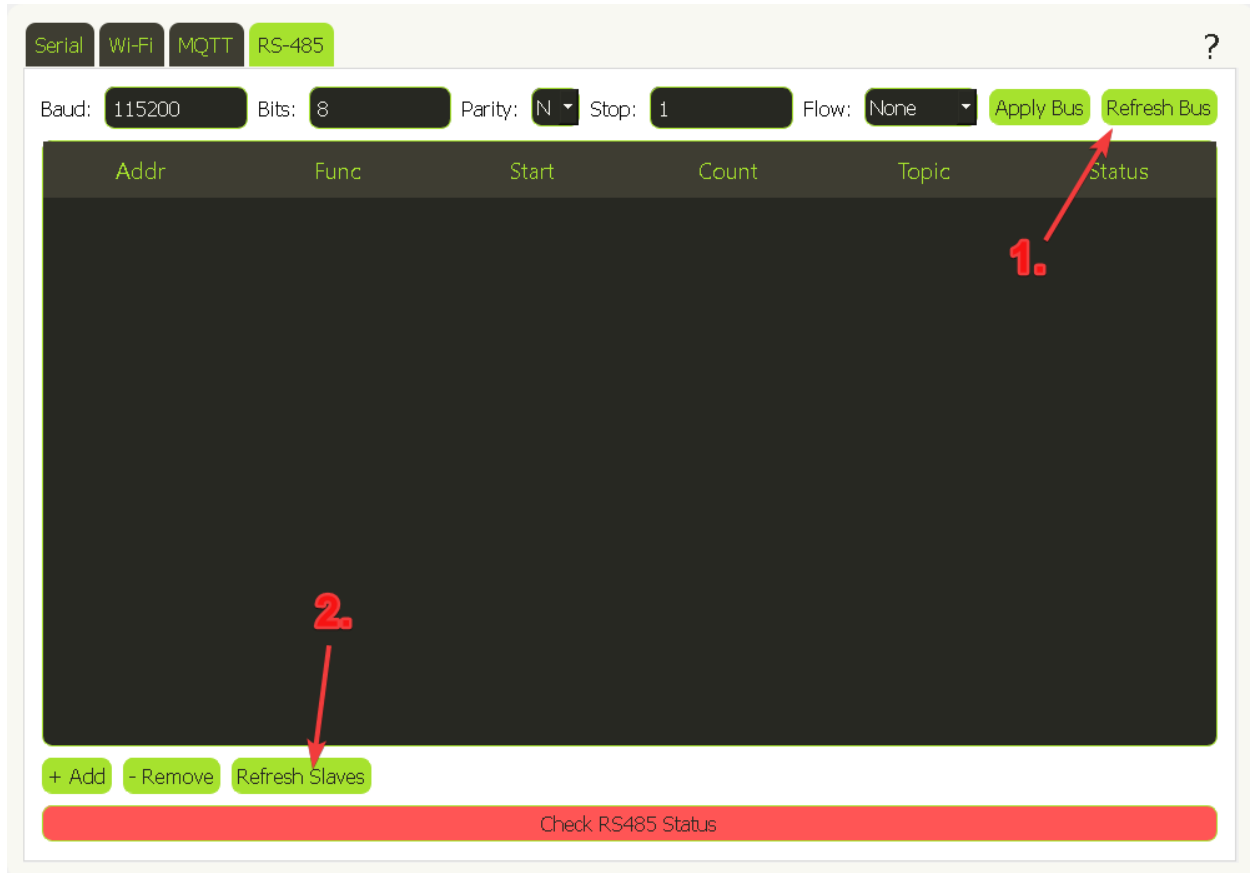 Serial Wi-Fi MQTT RS-485 ?
Baud: 115200 Bits: 8 Parity: N Stop: 1 Flow: None Apply Bus Refresh Bus
Addr Func Start Count Topic Status
1.
2.
+ Add - Remove Refresh Slaves
Check RS485 Status